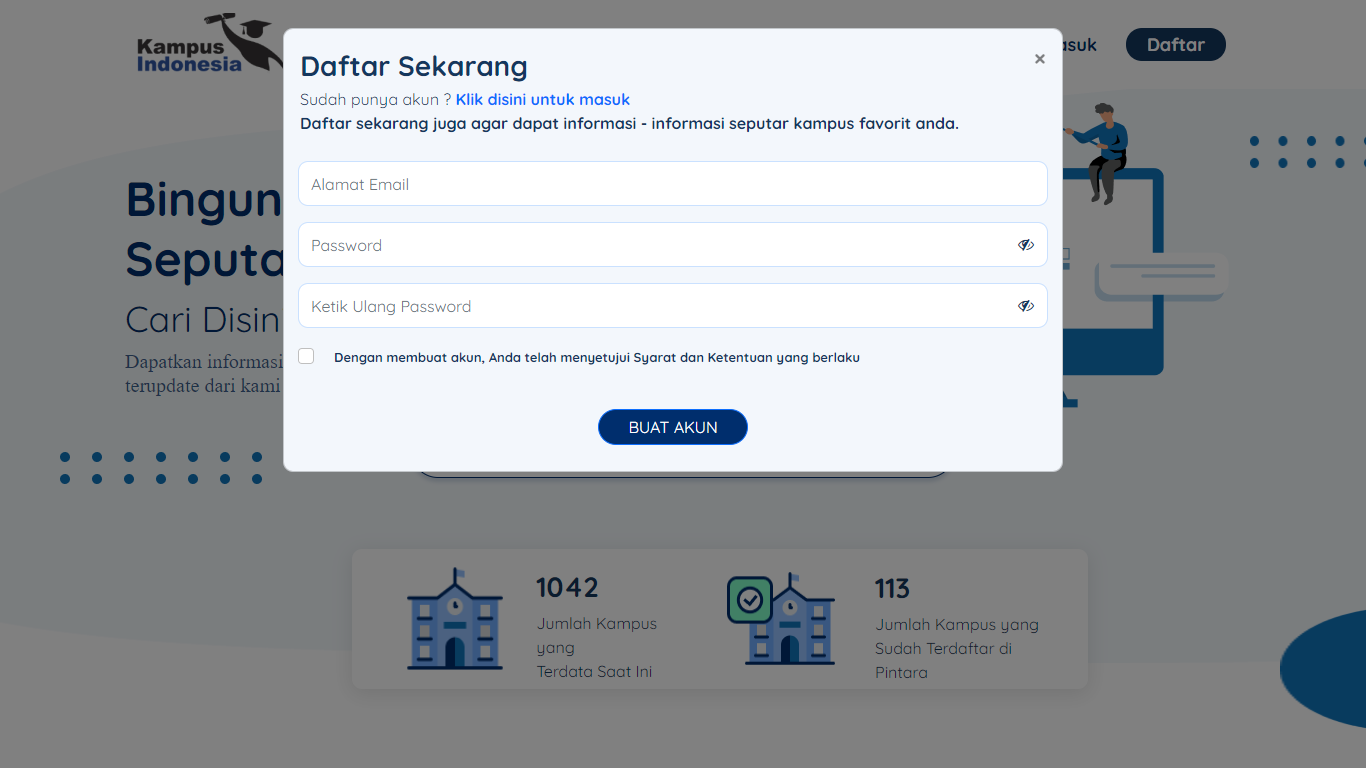 Kampus
Indonesia
Daftar
Daftar Sekarang
×
Sudah punya akun ? Klik disini untuk masuk
Daftar sekarang juga agar dapat informasi - informasi seputar kampus favorit anda.
Alamat Email
Password
Ketik Ulang Password
Dengan membuat akun, Anda telah menyetujui Syarat dan Ketentuan yang berlaku
BUAT AKUN
Cari Disin
Dapatkan informasi
terupdate dari kami
1042
Jumlah Kampus
yang
Terdata Saat Ini
113
Jumlah Kampus yang
Sudah Terdaftar di
Pintara